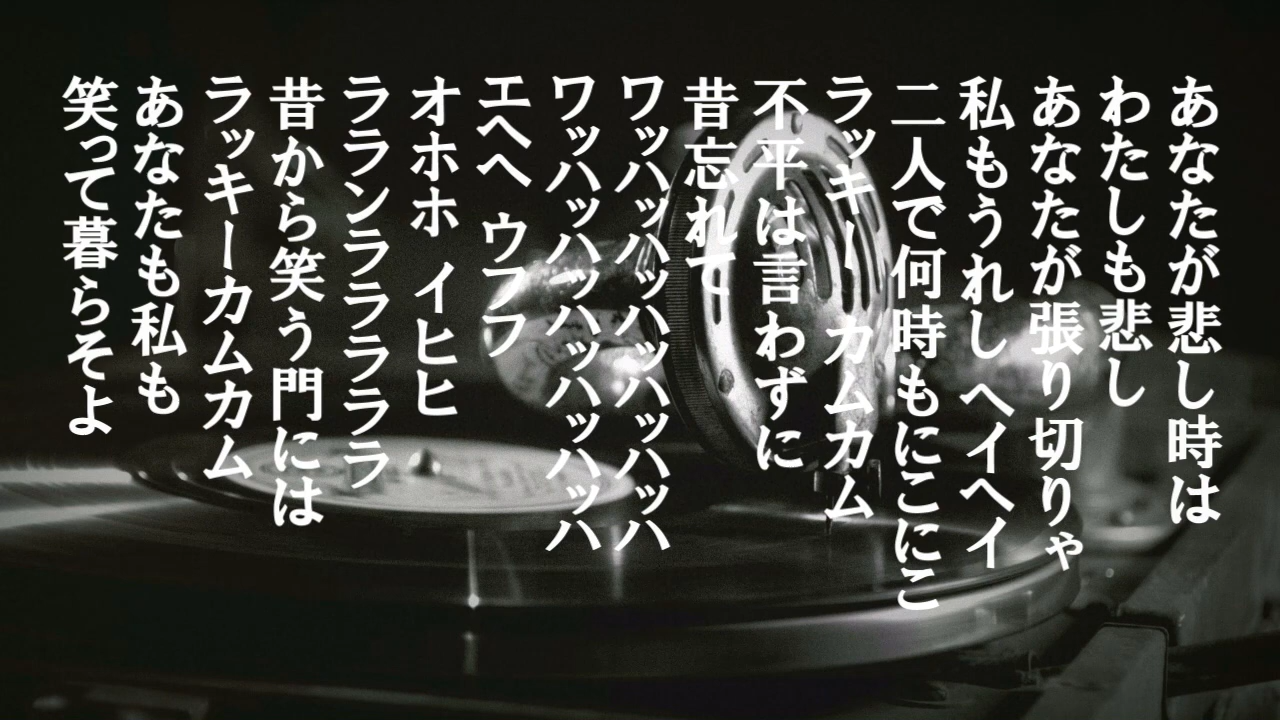 あなたが悲し時は
わたしも悲し
あなたが張り切りゃ
私もうれしヘイヘイ
二人で何時もにこにこ
ラッキーカムカム
不平は言わずに
昔忘れて
ワッハッハッハッハッハッハ
ワッハッハッハッハッハッハ
エヘヘ ウフフ
オホホ イヒヒ
ラランララララ
昔から笑う門には
ラッキーカムカム
あなたも私も
笑って暮らそよ